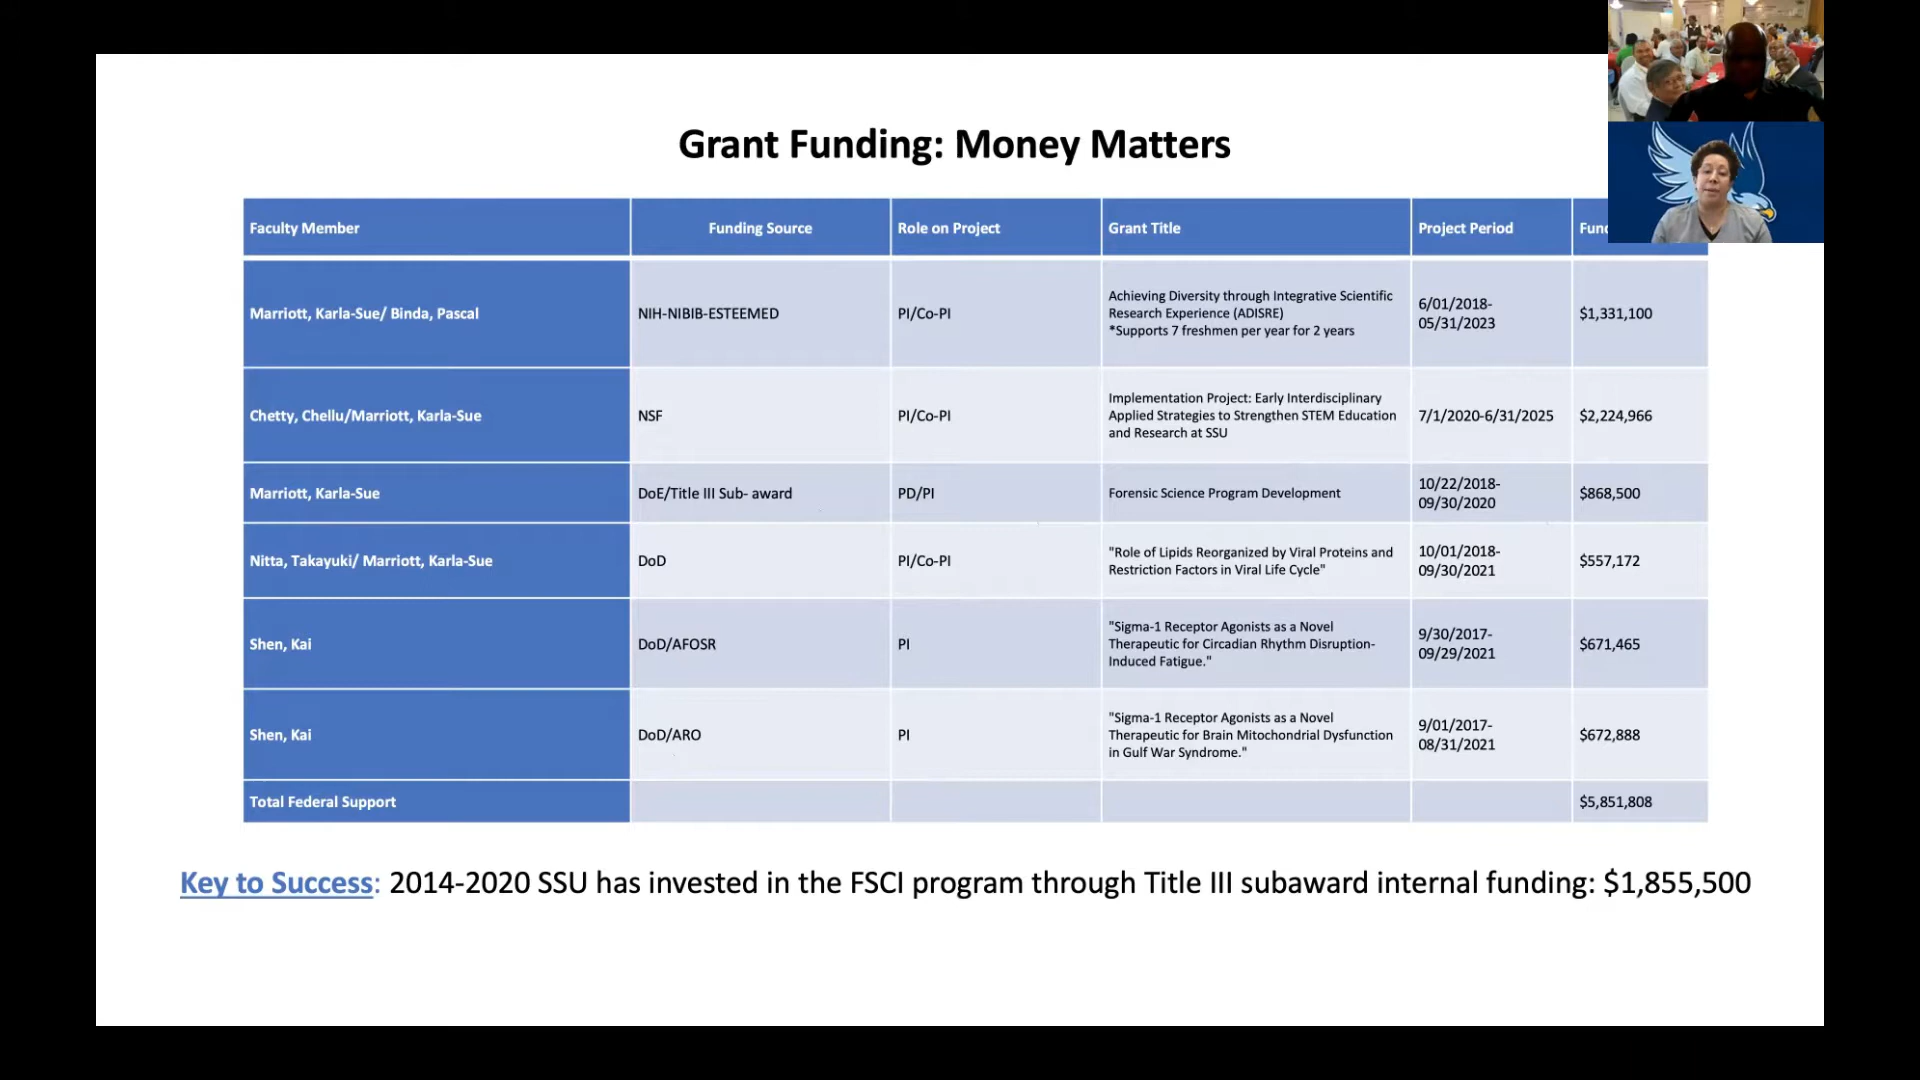 Grant Funding: Money Matters
Faculty Member
Funding Source
Role on Project
Grant Title
Project Period
Marriott, Karla-Sue/ Binda, Pascal
NIH-NIBIB-ESTEEMED
PI/Co-PI
Achieving Diversity through Integrative Scientific
Research Experience (ADISRE)
*Supports 7 freshmen per year for 2 years
6/01/2018-
05/31/2023
$1,331,100
Chetty, Chellu/Marriott, Karla-Sue
NSF
PI/Co-PI
Implementation Project: Early Interdisciplinary
Applied Strategies to Strengthen STEM Education
and Research at SSU
7/1/2020-6/31/2025
$2,224,966
Marriott, Karla-Sue
DoE/Title III Sub- award
PD/PI
Forensic Science Program Development
10/22/2018-
09/30/2020
$868,500
Nitta, Takayuki/ Marriott, Karla-Sue
DoD
PI/Co-PI
"Role of Lipids Reorganized by Viral Proteins and
Restriction Factors in Viral Life Cycle"
10/01/2018-
09/30/2021
$557,172
Shen, Kai
DoD/AFOSR
PI
"Sigma-1 Receptor Agonists as a Novel
Therapeutic for Circadian Rhythm Disruption-
Induced Fatigue."
9/30/2017-
09/29/2021
$671,465
Shen, Kai
DoD/ARO
PI
"Sigma-1 Receptor Agonists as a Novel
Therapeutic for Brain Mitochondrial Dysfunction
in Gulf War Syndrome."
9/01/2017-
08/31/2021
$672,888
Total Federal Support
$5,851,808
Key to Success: 2014-2020 SSU has invested in the FSCI program through Title III subaward internal funding: $1,855,500